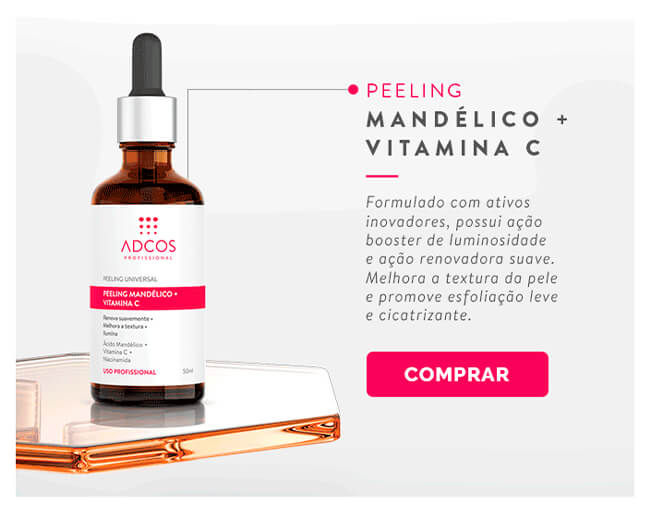 PEELING
MANDÉLICO +
VITAMINA C
Formulado com ativos
inovadores, possui ação
booster de luminosidade
e ação renovadora suave.
Melhora a textura da pele
e promove esfoliação leve
e cicatrizante.
COMPRAR
ADCOS
PROFISSIONAL
PEELING UNIVERSAL
PEELING MANDÉLICO +
VITAMINA C
Renova suavemente •
Melhora a textura •
Ilumina
Ácido Mandélico +
Vitamina C +
Niacinamida
USO PROFISSIONAL 50ml